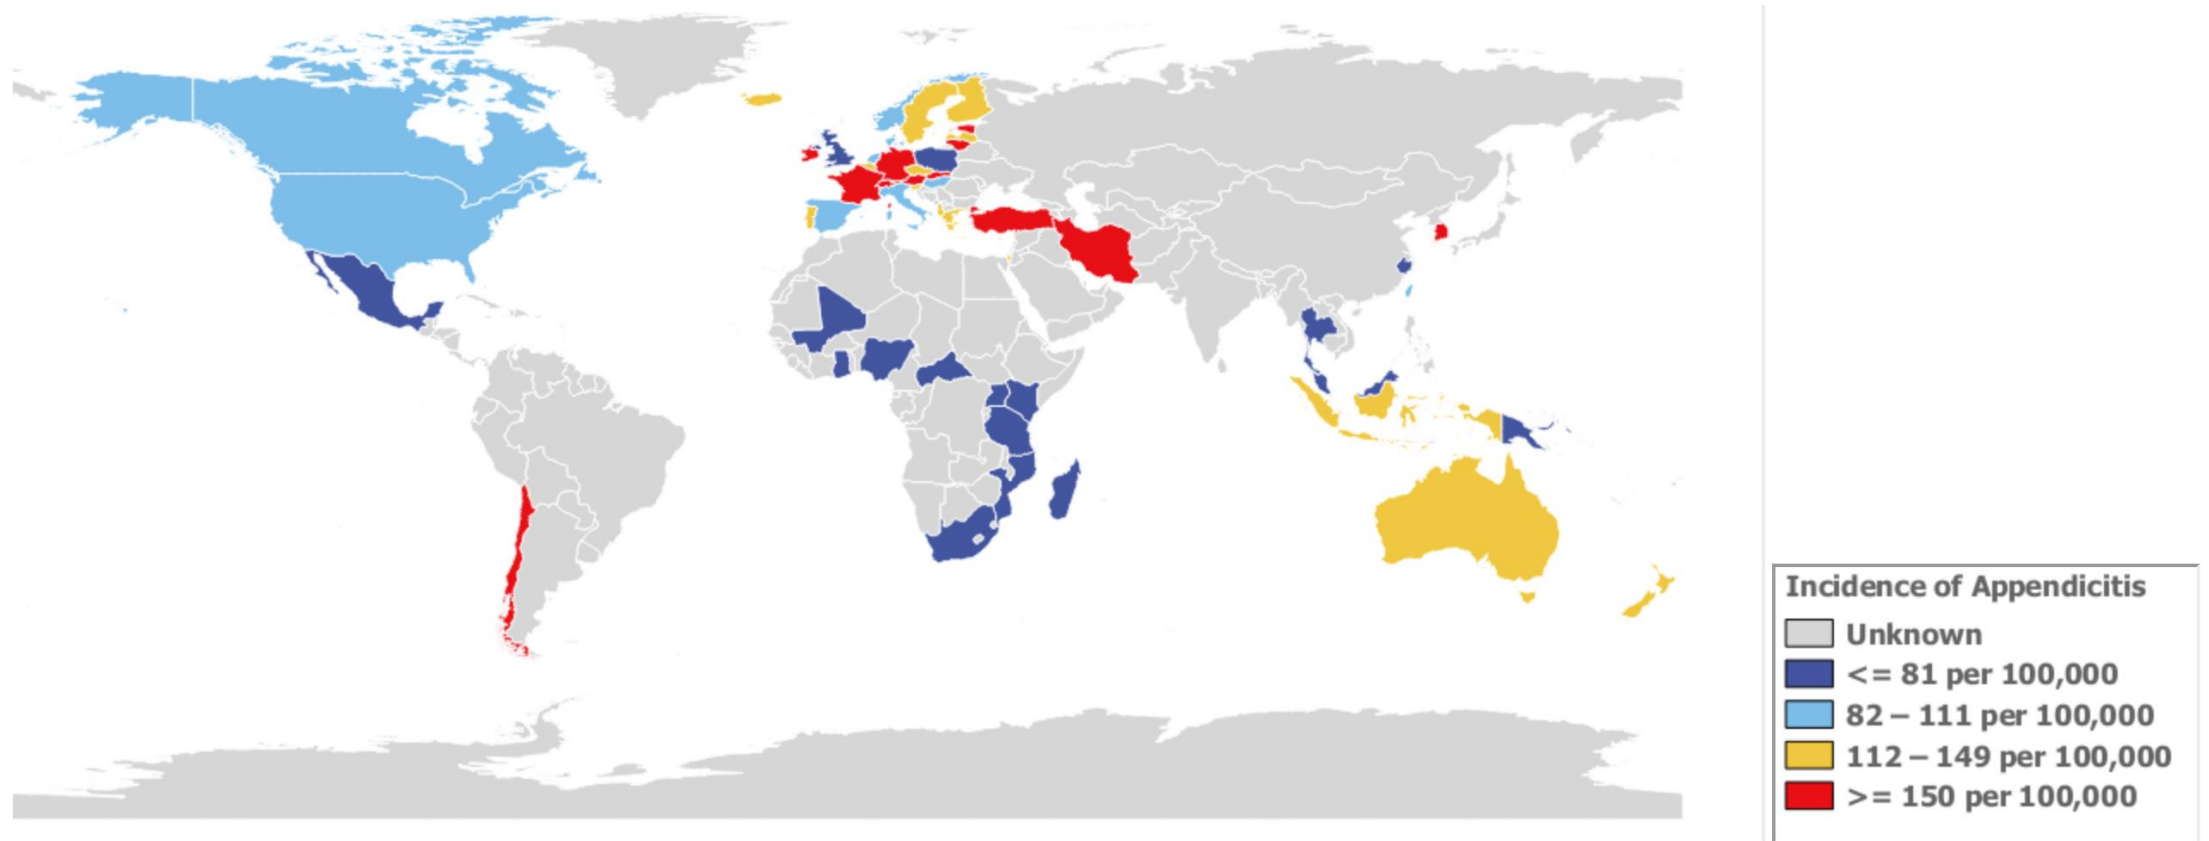 Incidence of Appendicitis
Unknown
<= 81 per 100,000
82 – 111 per 100,000
112 – 149 per 100,000
>= 150 per 100,000